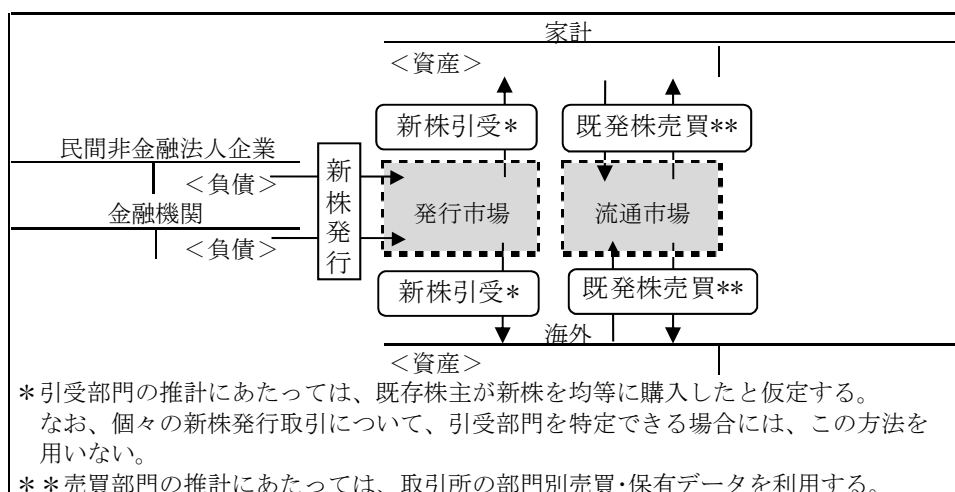 家計
<資産>
新株引受*
既発株売買**
民間非金融法人企業
<負債>
金融機関
<負債>
新株発行
発行市場
流通市場
新株引受*
既発株売買**
海外
<資産>
*引受部門の推計にあたっては、既存株主が新株を均等に購入したと仮定する。
なお、個々の新株発行取引について、引受部門を特定できる場合には、この方法を
用いない。
**売買部門の推計にあたっては、取引所の部門別売買・保有データを利用する。